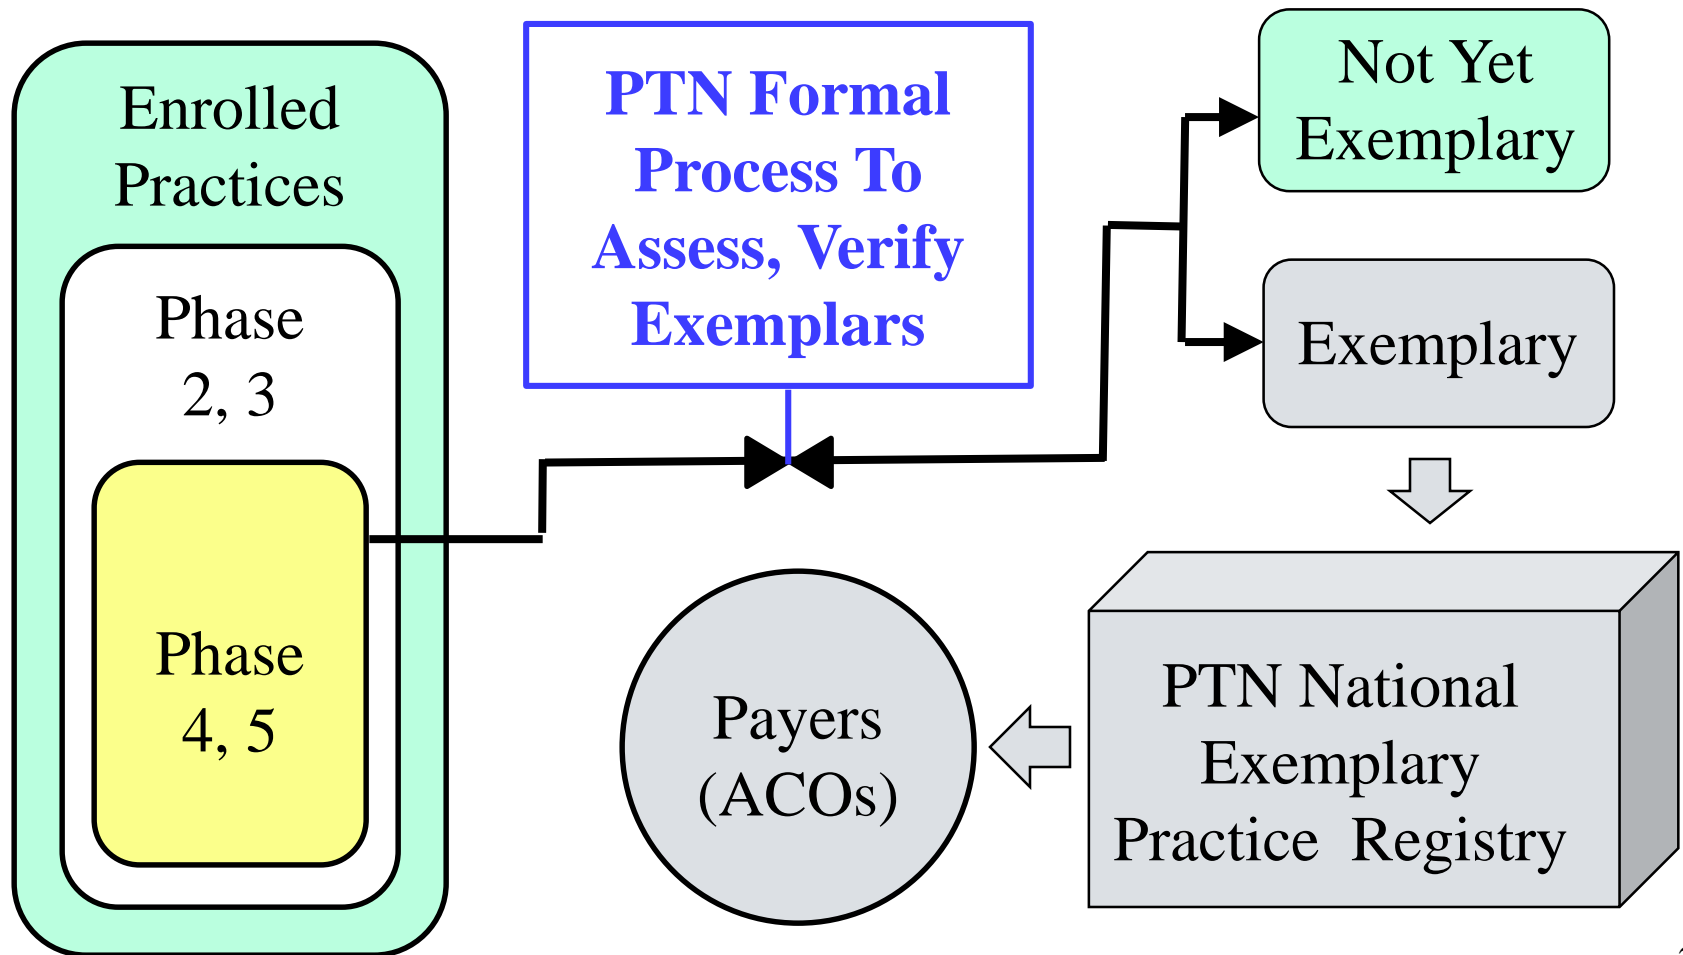 Enrolled
Practices
Phase
2, 3
Phase
4, 5
PTN Formal
Process To
Assess, Verify
Exemplars
Not Yet
Exemplary
Exemplary
PTN National
Exemplary
Practice  Registry
Payers
(ACOs)